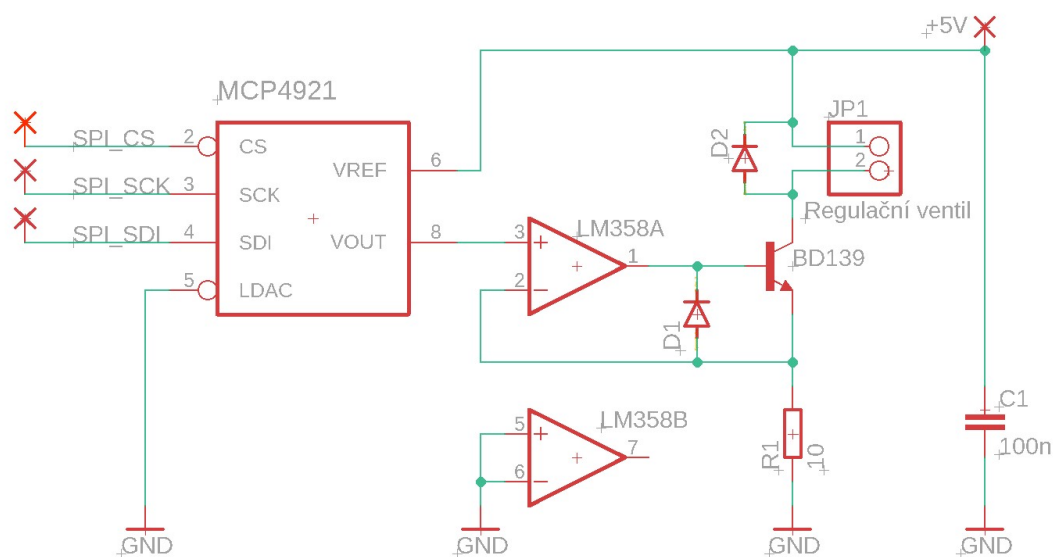 +5V
MCP4921
SPI_CS 2 CS
SPI_SCK 3 SCK
SPI_SDI 4 SDI
5 LDAC
VREF 6
VOUT 8
LM358A
3
2
1
D1
D2
JP1
1
2
Regulační ventil
BD139
LM358B
5
6
7
R1
10
C1
100n
GND
GND
GND
GND